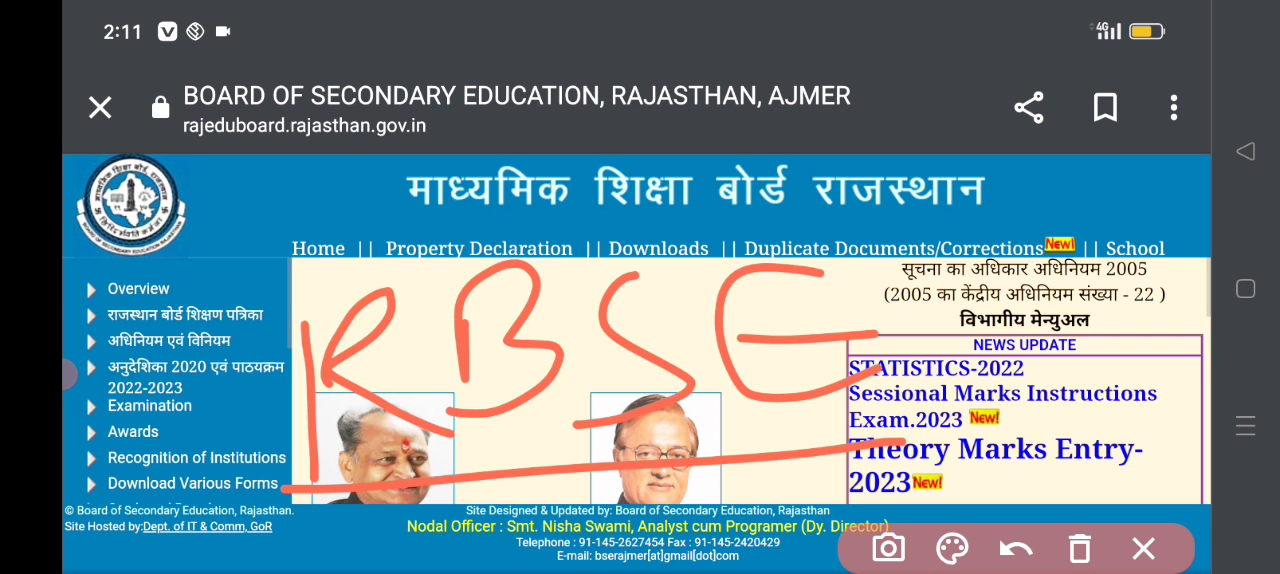 2:11
4G
BOARD OF SECONDARY EDUCATION, RAJASTHAN, AJMER
rajeduboard.rajasthan.gov.in
माध्यमिक शिक्षा बोर्ड राजस्थान
Home || Property Declaration || Downloads || Duplicate Documents/Corrections New! || School
Overview
राजस्थान बोर्ड शिक्षण पत्रिका
अधिनियम एवं विनियम
अनुदेशिका 2020 एवं पाठयक्रम
2022-2023
Examination
Awards
Recognition of Institutions
Download Various Forms
RBSE
सूचना का अधिकार अधिनियम 2005
(2005 का केंद्रीय अधिनियम संख्या - 22 )
विभागीय मेन्युअल
NEWS UPDATE
STATISTICS-2022
Sessional Marks Instructions
Exam.2023 New!
Theory Marks Entry-
2023 New!
© Board of Secondary Education, Rajasthan.
Site Hosted by:Dept. of IT & Comm, GoR
Site Designed & Updated by: Board of Secondary Education, Rajasthan
Nodal Officer : Smt. Nisha Swami, Analyst cum Programer (Dy. Director)
Telephone : 91-145-2627454 Fax : 91-145-2420429
E-mail: bserajmer[at]gmail[dot]com